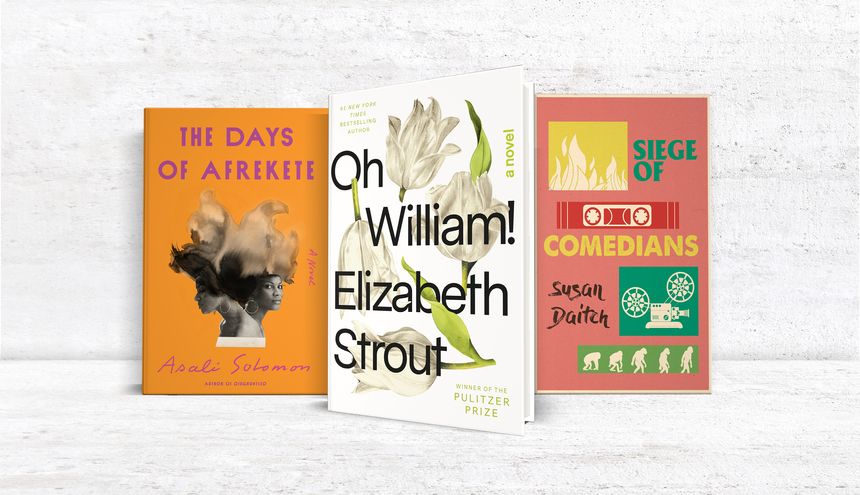 THE DAYS
OF AFREKETE
A Novel
Asali Solomon
AUTHOR OF DISGRUNTLED
#1 NEW YORK
TIMES
BESTSELLING
AUTHOR
a novel
Oh
William!
Elizabeth
Strout
WINNER OF THE
PULITZER
PRIZE
SIEGE
OF
COMEDIANS
Susan
Daitch